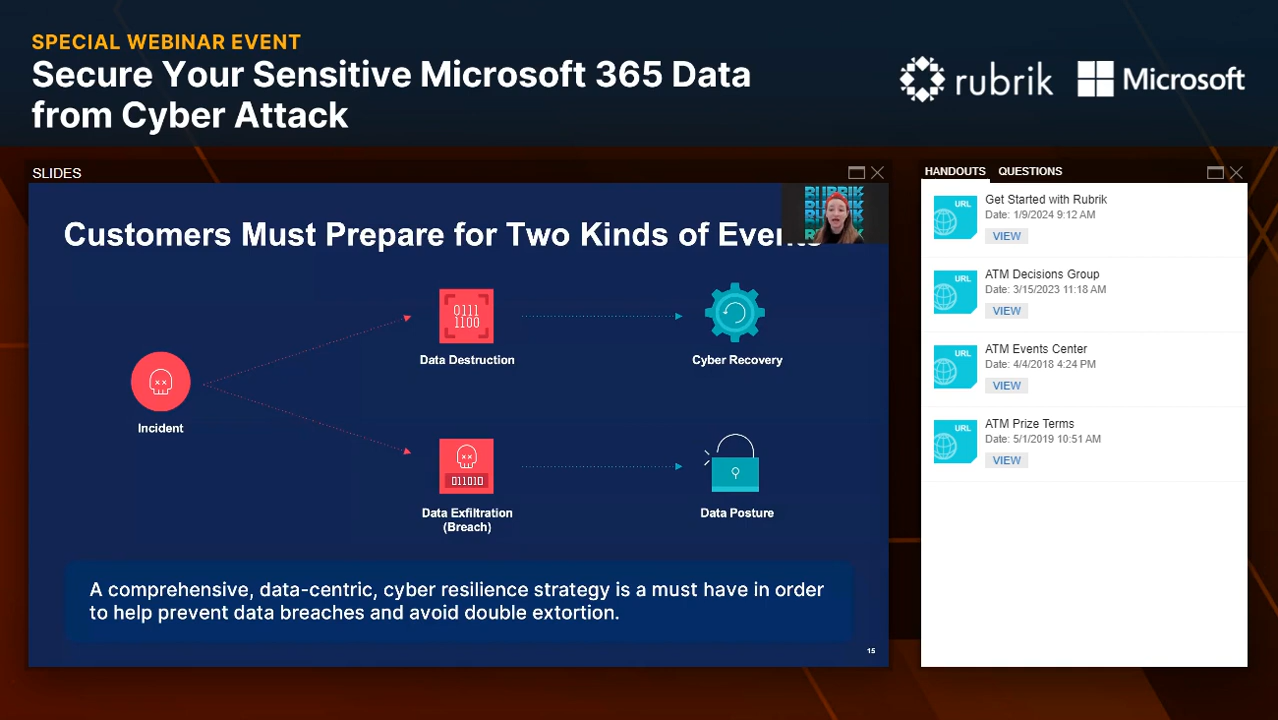 SPECIAL WEBINAR EVENT
Secure Your Sensitive Microsoft 365 Data
from Cyber Attack
rubrik
Microsoft
SLIDES
RUBRIK
RUBRIK
RUBRIK
Customers Must Prepare for Two Kinds of Events
0111
1100
Data Destruction
Cyber Recovery
Incident
011010
Data Exfiltration
(Breach)
Data Posture
A comprehensive, data-centric, cyber resilience strategy is a must have in order
to help prevent data breaches and avoid double extortion.
15
HANDOUTS QUESTIONS
URL
Get Started with Rubrik
Date: 1/9/2024 9:12 AM
VIEW
URL
ATM Decisions Group
Date: 3/15/2023 11:18 AM
VIEW
URL
ATM Events Center
Date: 4/4/2018 4:24 PM
VIEW
URL
ATM Prize Terms
Date: 5/1/2019 10:51 AM
VIEW